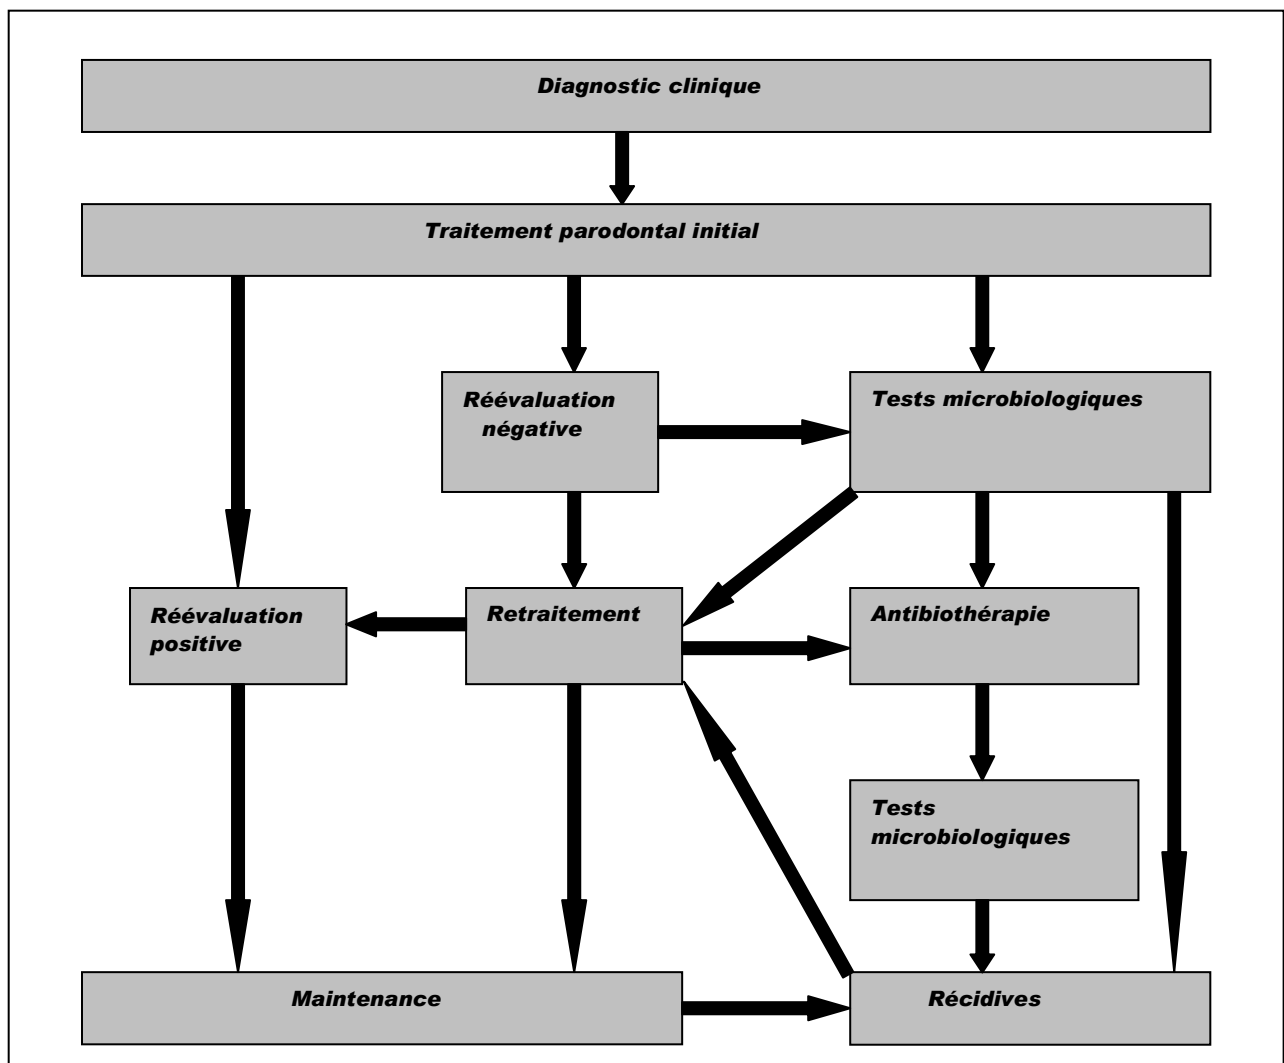 Diagnostic clinique
Traitement parodontal initial
Réévaluation
négative
Tests microbiologiques
Réévaluation
positive
Retraitement
Antibiothérapie
Tests
microbiologiques
Maintenance
Récidives